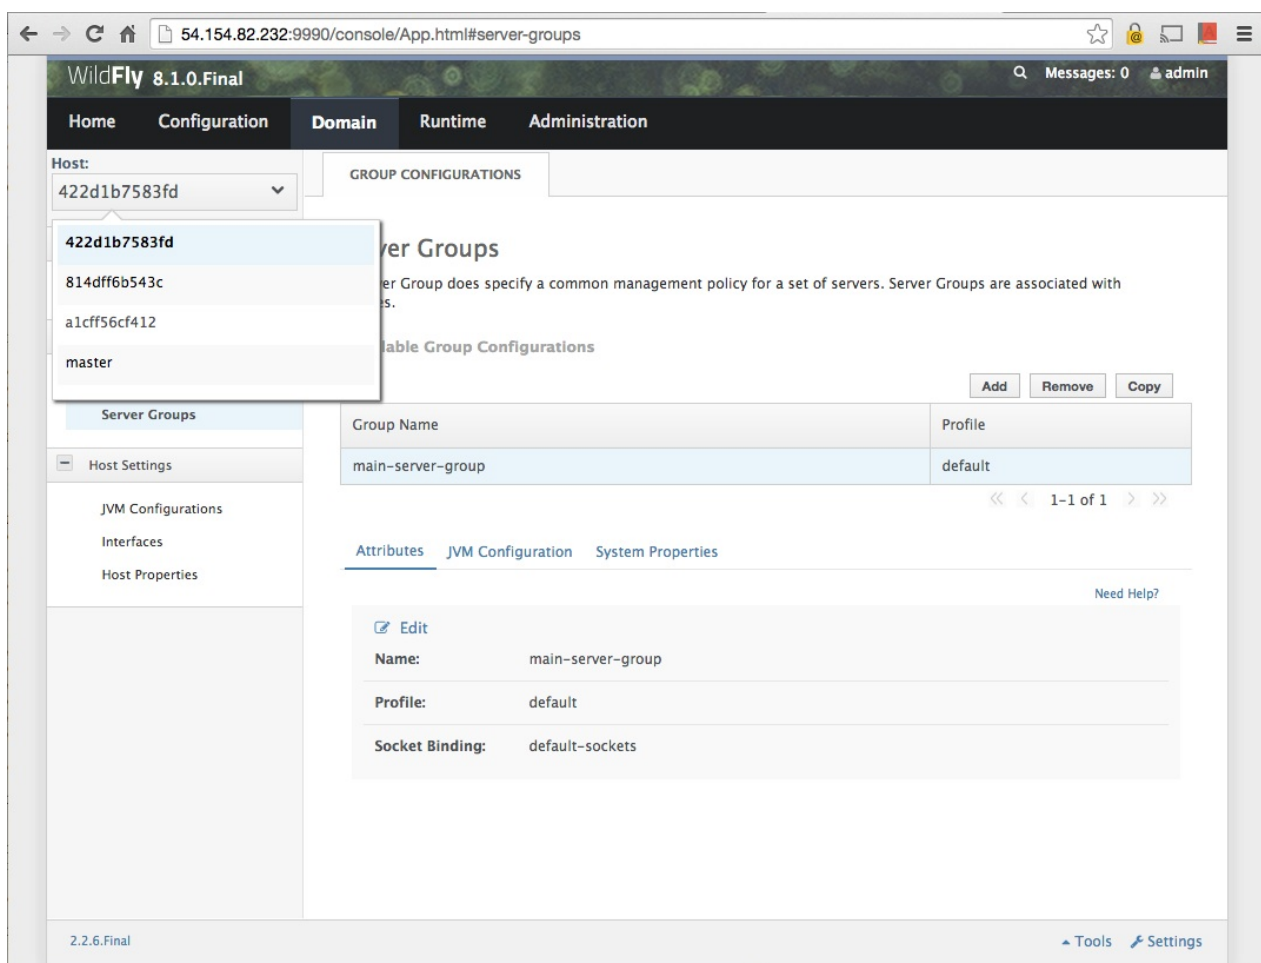 54.154.82.232:9990/console/App.html#server-groups
WildFly 8.1.0.Final
Messages: 0 admin
Home Configuration Domain Runtime Administration
Host:
422d1b7583fd
GROUP CONFIGURATIONS
422d1b7583fd
814dff6b543c
a1cff56cf412
master
Server Groups
Host Settings
JVM Configurations
Interfaces
Host Properties
ver Groups
er Group does specify a common management policy for a set of servers. Server Groups are associated with
es.
lable Group Configurations
Add Remove Copy
Group Name Profile
main-server-group default
1-1 of 1
Attributes JVM Configuration System Properties
Need Help?
Edit
Name: main-server-group
Profile: default
Socket Binding: default-sockets
2.2.6.Final
Tools Settings